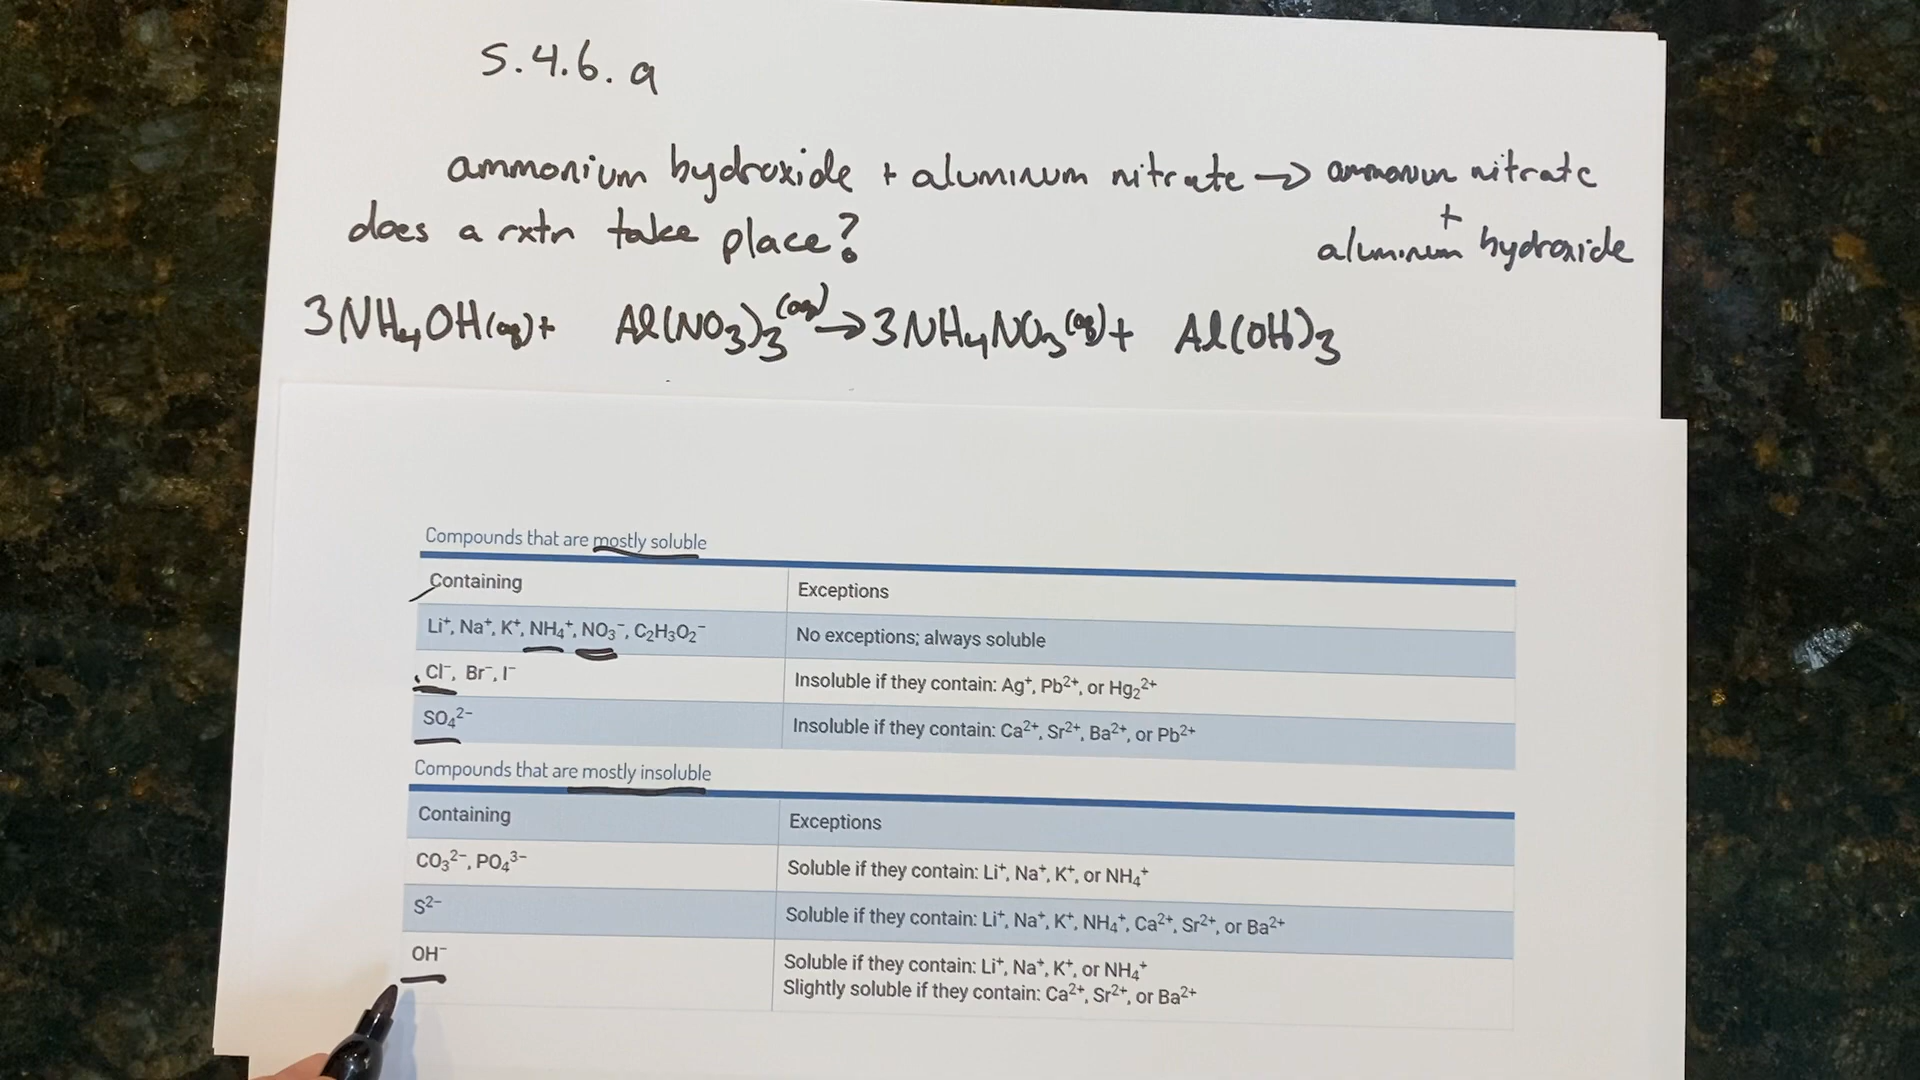 S.4.6.a
ammonium hydroxide + aluminum nitrate → ammonium nitrate
+
does a rxtn take place?
aluminum hydroxide
3NH₄OH(aq) + Al(NO₃)₃(aq) → 3NH₄NO₃(aq) + Al(OH)₃
Compounds that are mostly soluble
Containing Exceptions
Li⁺, Na⁺, K⁺, NH₄⁺, NO₃⁻, C₂H₃O₂⁻ No exceptions; always soluble
Cl⁻, Br⁻, I⁻ Insoluble if they contain: Ag⁺, Pb²⁺, or Hg₂²⁺
SO₄²⁻ Insoluble if they contain: Ca²⁺, Sr²⁺, Ba²⁺, or Pb²⁺
Compounds that are mostly insoluble
Containing Exceptions
CO₃²⁻, PO₄³⁻ Soluble if they contain: Li⁺, Na⁺, K⁺, or NH₄⁺
S²⁻ Soluble if they contain: Li⁺, Na⁺, K⁺, NH₄⁺, Ca²⁺, Sr²⁺, or Ba²⁺
OH⁻ Soluble if they contain: Li⁺, Na⁺, K⁺, or NH₄⁺
Slightly soluble if they contain: Ca²⁺, Sr²⁺, or Ba²⁺